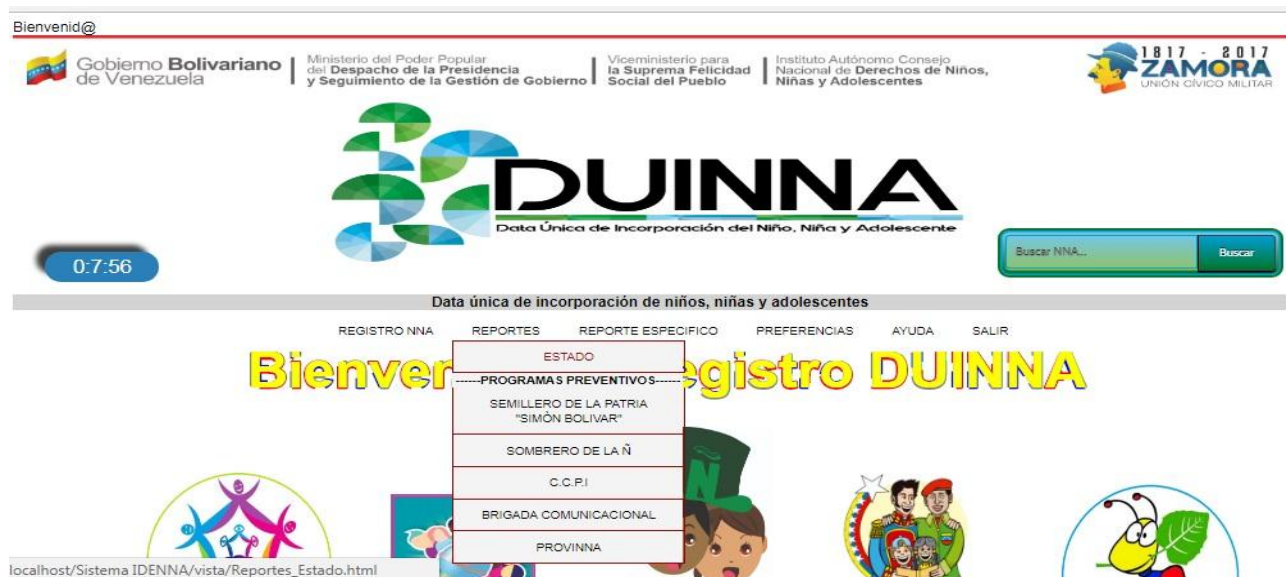 Bienvenid@
Gobierno Bolivariano
de Venezuela
Ministerio del Poder Popular
del Despacho de la Presidencia
y Seguimiento de la Gestión de Gobierno
Viceministerio para
la Suprema Felicidad
Social del Pueblo
Instituto Autónomo Consejo
Nacional de Derechos de Niños,
Niñas y Adolescentes
1817 - 2017
ZAMORA
UNIÓN CÍVICO MILITAR
DUINNA
Data Única de Incorporación del Niño, Niña y Adolescente
0:7:56
Buscar NNA...
Buscar
Data única de incorporación de niños, niñas y adolescentes
REGISTRO NNA REPORTES REPORTE ESPECIFICO PREFERENCIAS AYUDA SALIR
Bienven egistro DUINNA
ESTADO
------PROGRAMAS PREVENTIVOS------
SEMILLERO DE LA PATRIA
"SIMÒN BOLIVAR"
SOMBRERO DE LA Ñ
C.C.P.I
BRIGADA COMUNICACIONAL
PROVINNA
Ñ
localhost/Sistema IDENNA/vista/Reportes_Estado.html